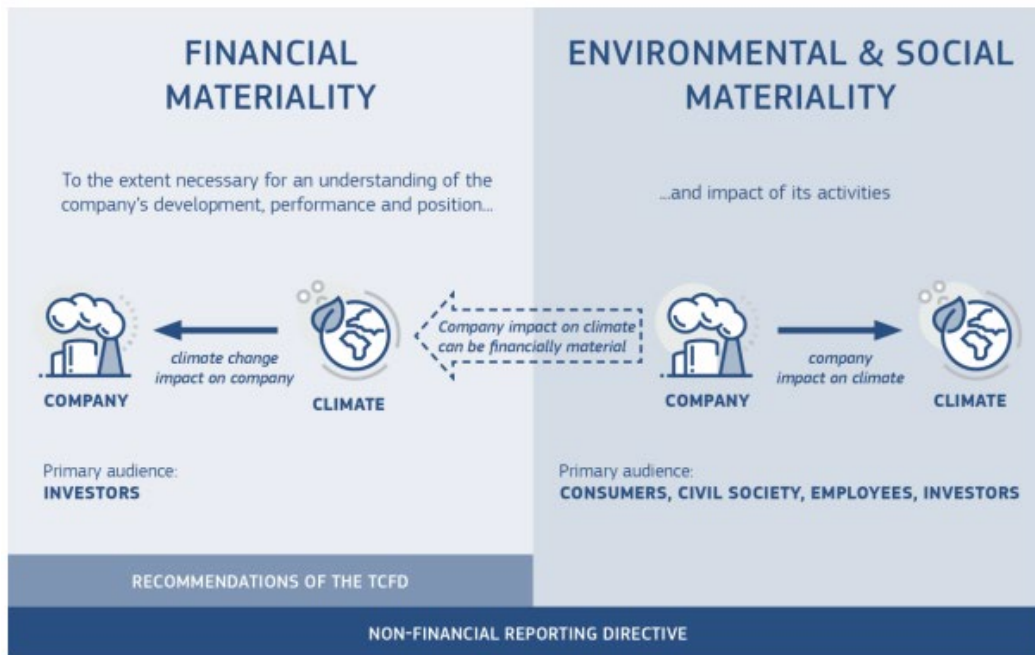 FINANCIAL
MATERIALITY
To the extent necessary for an understanding of the
company's development, performance and position...
climate change
impact on company
COMPANY
CLIMATE
Primary audience:
INVESTORS
RECOMMENDATIONS OF THE TCFD
Company impact on climate
can be financially material
ENVIRONMENTAL & SOCIAL
MATERIALITY
...and impact of its activities
company
impact on climate
COMPANY
CLIMATE
Primary audience:
CONSUMERS, CIVIL SOCIETY, EMPLOYEES, INVESTORS
NON-FINANCIAL REPORTING DIRECTIVE